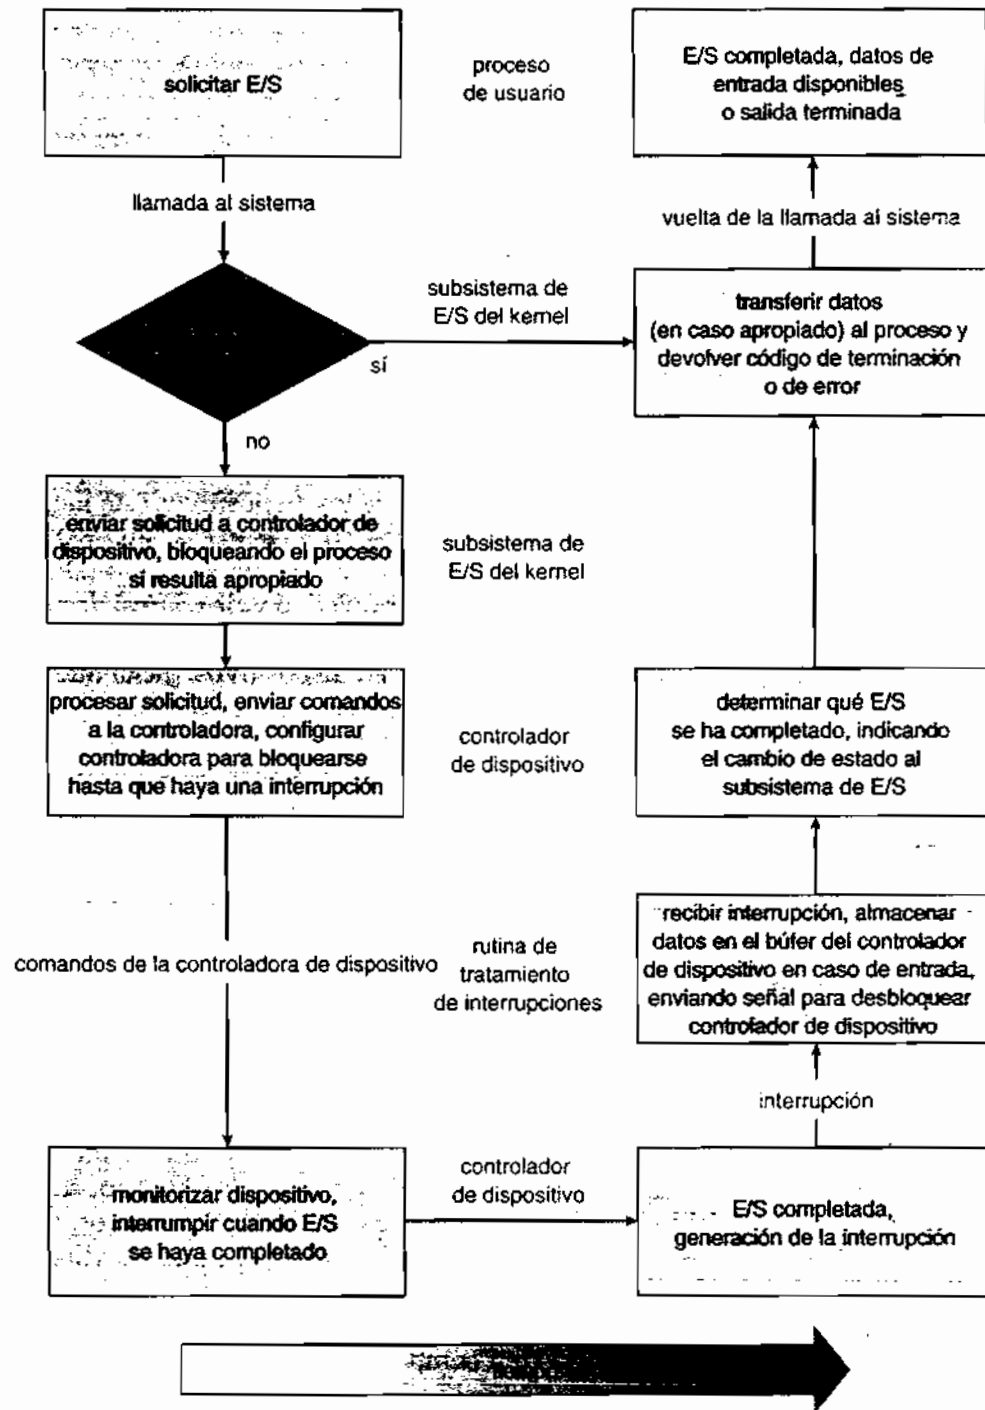 solicitar E/S
proceso
de usuario
E/S completada, datos de
entrada disponibles
o salida terminada
llamada al sistema
vuelta de la llamada al sistema
subsistema de
E/S del kernel
sí
transferir datos
(en caso apropiado) al proceso y
devolver código de terminación
o de error
no
enviar solicitud a controlador de
dispositivo, bloqueando el proceso
si resulta apropiado
subsistema de
E/S del kernel
procesar solicitud, enviar comandos
a la controladora, configurar
controladora para bloquearse
hasta que haya una interrupción
controlador
de dispositivo
determinar qué E/S
se ha completado, indicando
el cambio de estado al
subsistema de E/S
comandos de la controladora de dispositivo
rutina de
tratamiento
de interrupciones
recibir interrupción, almacenar
datos en el búfer del controlador
de dispositivo en caso de entrada,
enviando señal para desbloquear
controlador de dispositivo
interrupción
monitorizar dispositivo,
interrumpir cuando E/S
se haya completado
controlador
de dispositivo
E/S completada,
generación de la interrupción